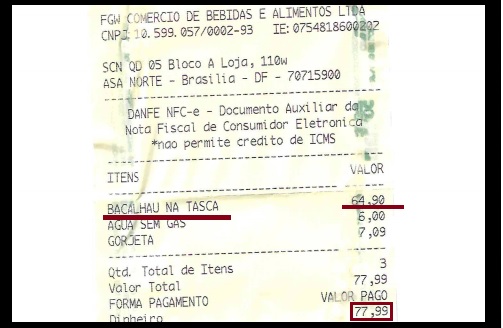 FGW COMERCIO DE BEBIDAS E ALIMENTOS LTDA
CNPJ 10.599.057/0002-93 IE: 0754818600202
SCN QD 05 Bloco A Loja, 110w
ASA NORTE - Brasilia - DF - 70715900
DANFE NFC-e - Documento Auxiliar da
Nota Fiscal de Consumidor Eletronica
*nao permite credito de ICMS
ITENS VALOR
BACALHAU NA TASCA 64,90
AGUA SEM GAS 6,00
GORJETA 7,09
Qtd. Total de Itens 3
Valor Total 77,99
FORMA PAGAMENTO VALOR PAGO
Dinheiro 77,99